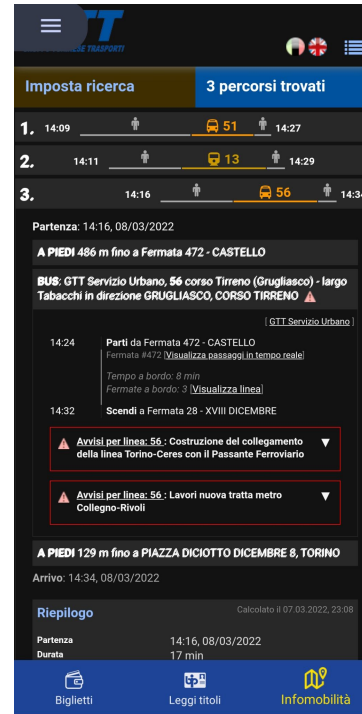 TT
TRASPORTI
Imposta ricerca
3 percorsi trovati
1. 14:09 51 14:27
2. 14:11 13 14:29
3. 14:16 56 14:34
Partenza: 14:16, 08/03/2022
A PIEDI 486 m fino a Fermata 472 - CASTELLO
BUS: GTT Servizio Urbano, 56 corso Tirreno (Grugliasco) - largo
Tabacchi in direzione GRUGLIASCO, CORSO TIRRENO
[ GTT Servizio Urbano ]
14:24 Parti da Fermata 472 - CASTELLO
Fermata #472 [Visualizza passaggi in tempo reale]
Tempo a bordo: 8 min
Fermate a bordo: 3 [Visualizza linea]
14:32 Scendi a Fermata 28 - XVIII DICEMBRE
Avvisi per linea: 56 : Costruzione del collegamento
della linea Torino-Ceres con il Passante Ferroviario
Avvisi per linea: 56 : Lavori nuova tratta metro
Collegno-Rivoli
A PIEDI 129 m fino a PIAZZA DICIOTTO DICEMBRE 8, TORINO
Arrivo: 14:34, 08/03/2022
Riepilogo
Calcolato il 07.03.2022, 23:08
Partenza 14:16, 08/03/2022
Durata 17 min
Biglietti
Leggi titoli
Infomobilità